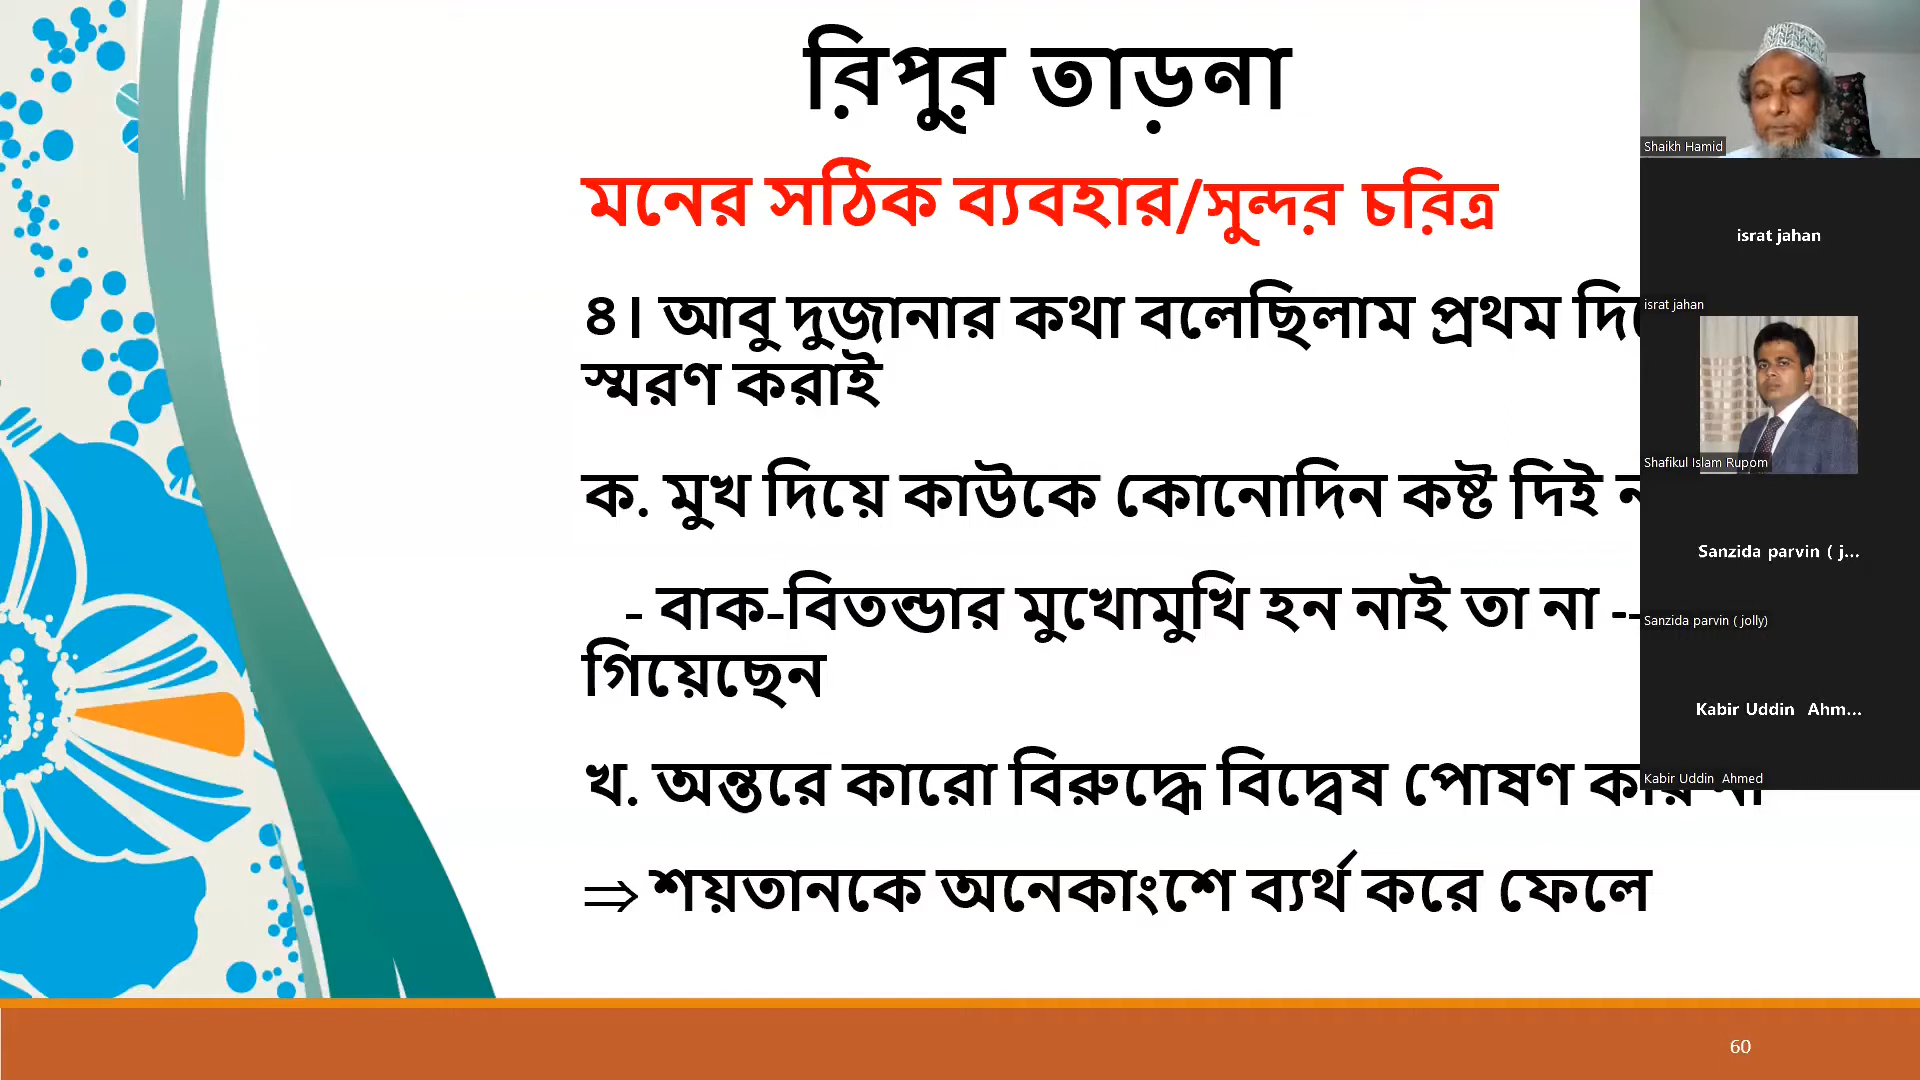 রিপুর তাড়না
মনের সঠিক ব্যবহার/সুন্দর চরিত্র
৪। আবু দুজানার কথা বলেছিলাম প্রথম
স্মরণ করাই
ক. মুখ দিয়ে কাউকে কোনোদিন কষ্ট দিই
- বাক-বিতন্ডার মুখোমুখি হন নাই তা না --
গিয়েছেন
খ. অন্তরে কারো বিরুদ্ধে বিদ্বেষ পোষণ
⇒ শয়তানকে অনেকাংশে ব্যর্থ করে ফেলে
60
Shaikh Hamid
israt jahan
israt jahan
Shafikul Islam Rupom
Sanzida parvin ( j...
Sanzida parvin ( jolly)
Kabir Uddin Ahm...
Kabir Uddin Ahmed